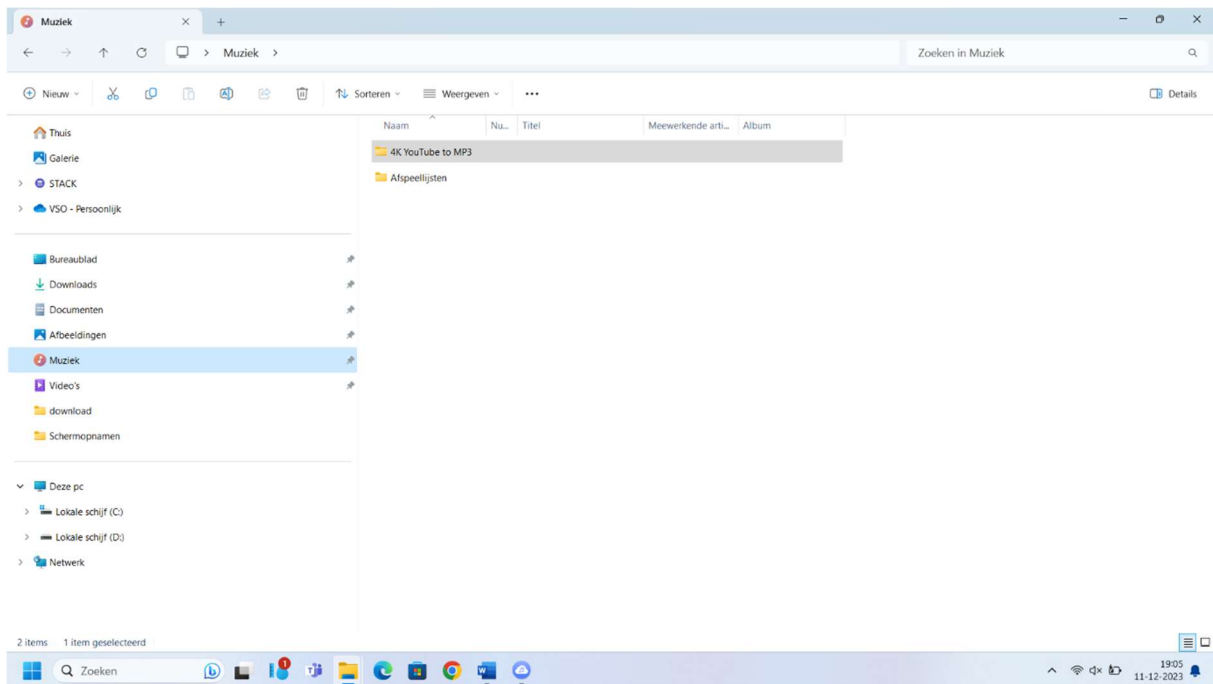 Muziek
Muziek
Zoeken in Muziek
Nieuw
Sorteren
Weergeven
Details
Naam Nu... Titel Meewerkende arti... Album
4K YouTube to MP3
Afspeellijsten
Thuis
Galerie
STACK
VSO - Persoonlijk
Bureaublad
Downloads
Documenten
Afbeeldingen
Muziek
Video's
download
Schermopnamen
Deze pc
Lokale schijf (C:)
Lokale schijf (D:)
Netwerk
2 items 1 item geselecteerd
Zoeken
1
19:05
11-12-2023